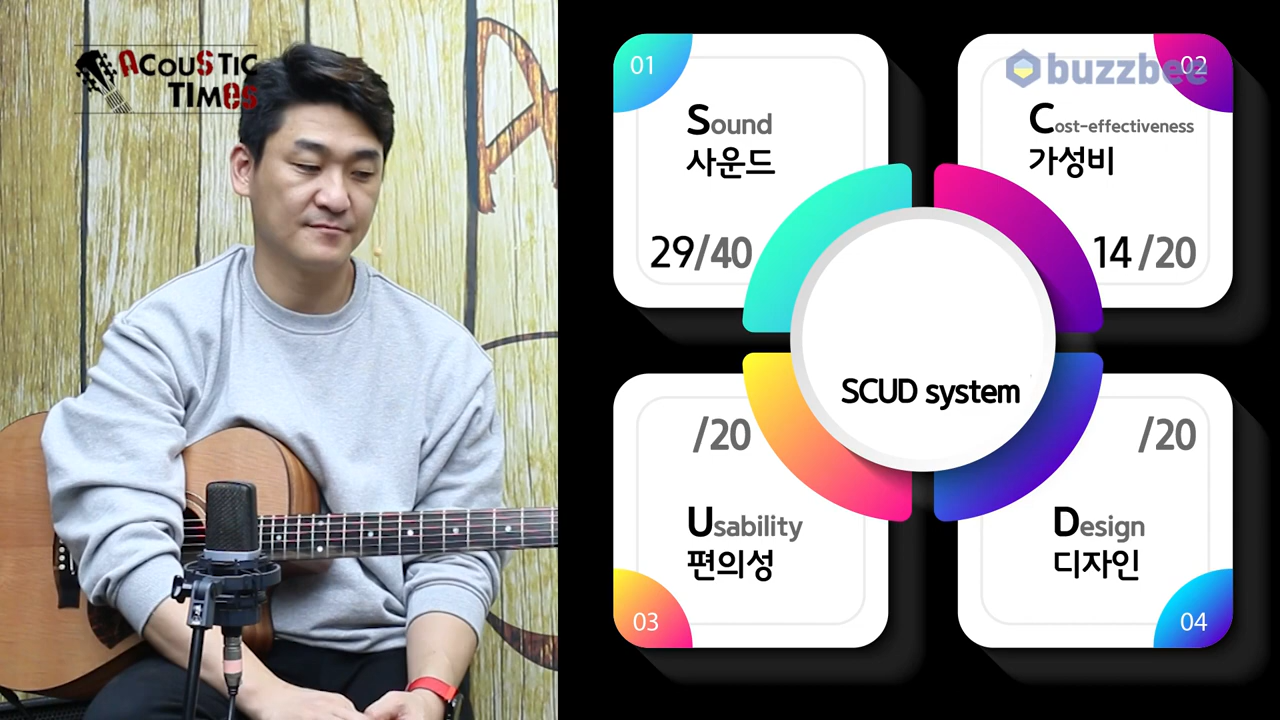 ACOUSTIC
TIMES
buzzbee
01
Sound
사운드
29/40
02
Cost-effectiveness
가성비
14/20
SCUD system
/20
Usability
편의성
03
/20
Design
디자인
04